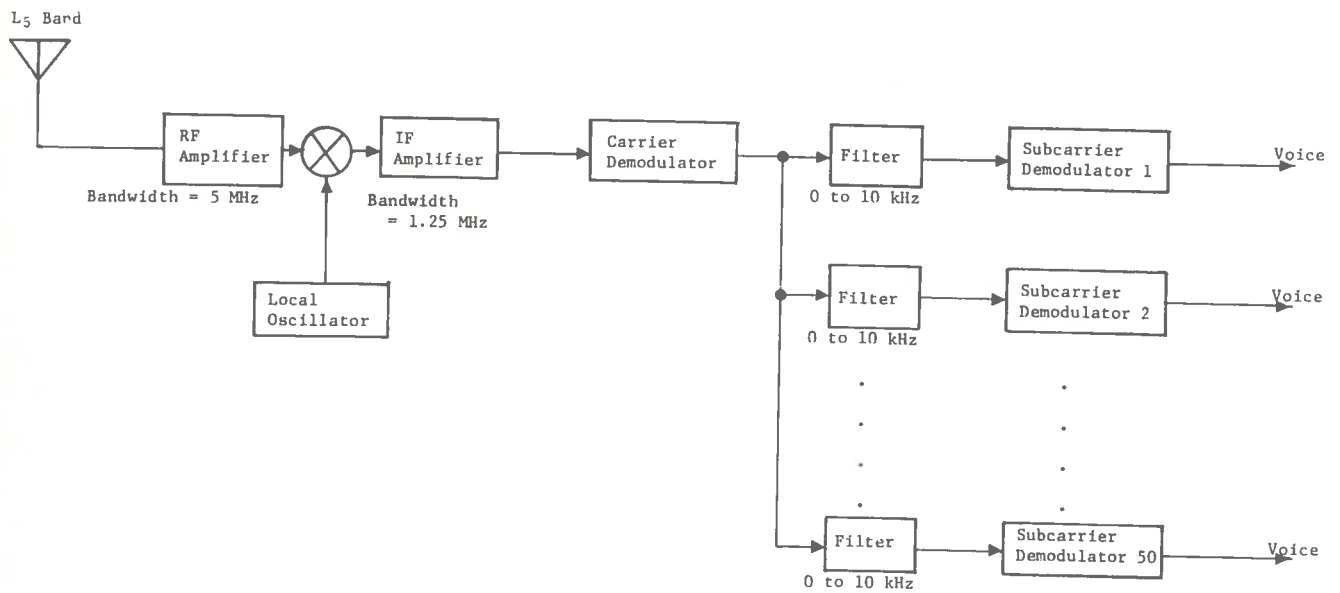 L5 Band
RF
Amplifier
Bandwidth = 5 MHz
IF
Amplifier
Bandwidth
= 1.25 MHz
Local
Oscillator
Carrier
Demodulator
Filter
0 to 10 kHz
Subcarrier
Demodulator 1
Voice
Filter
0 to 10 kHz
Subcarrier
Demodulator 2
Voice
Filter
0 to 10 kHz
Subcarrier
Demodulator 50
Voice